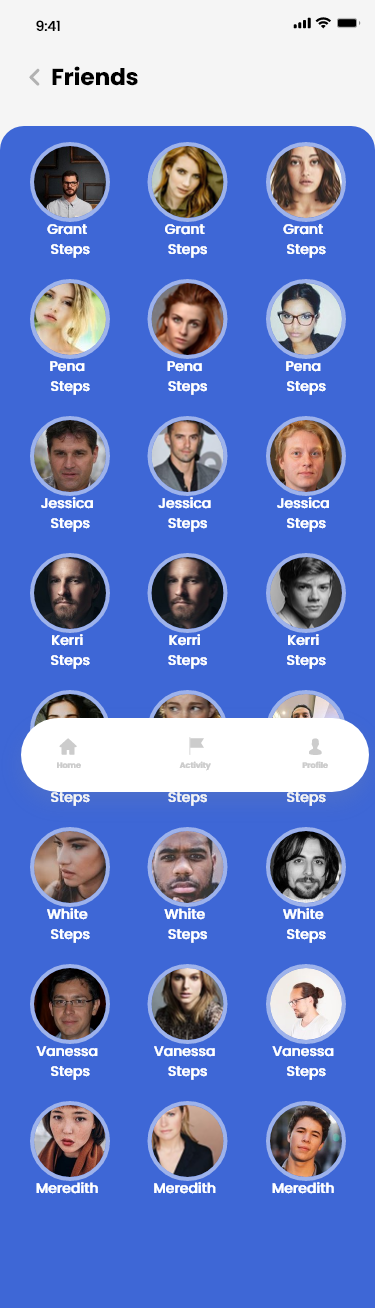 9:41
Friends
Grant Grant Grant
Steps Steps Steps
Pena Pena Pena
Steps Steps Steps
Jessica Jessica Jessica
Steps Steps Steps
Kerri Kerri Kerri
Steps Steps Steps
Home Activity Profile
Steps Steps Steps
White White White
Steps Steps Steps
Vanessa Vanessa Vanessa
Steps Steps Steps
Meredith Meredith Meredith